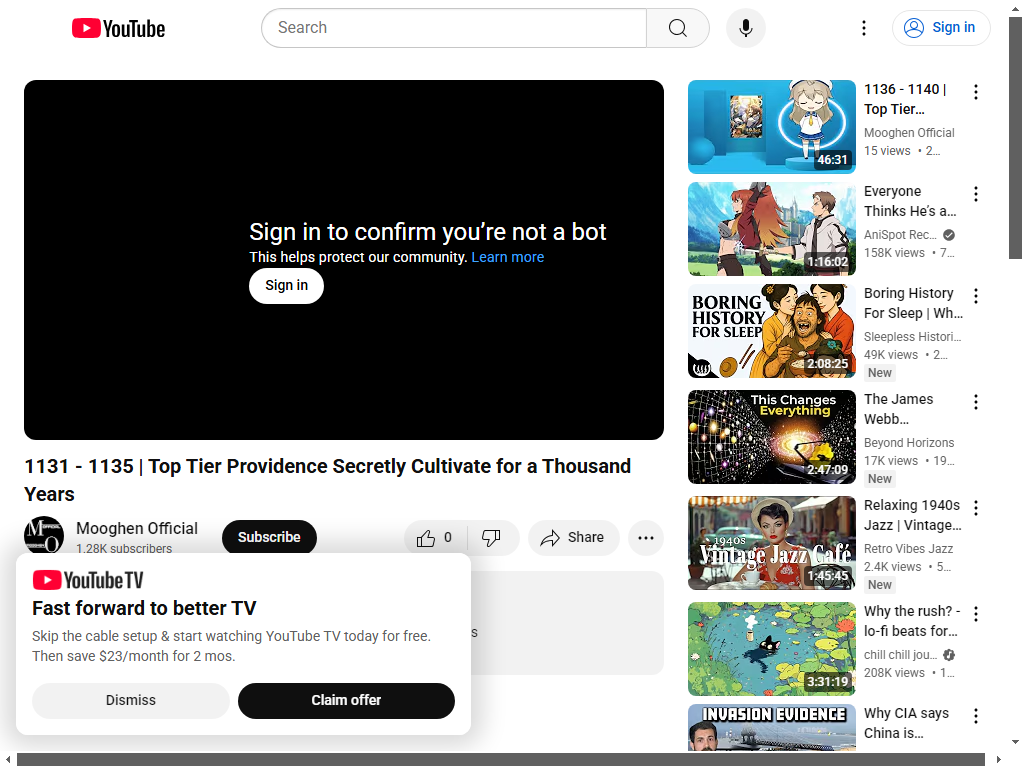 YouTube
Search
Sign in
Sign in to confirm you're not a bot
This helps protect our community. Learn more
Sign in
1131 - 1135 | Top Tier Providence Secretly Cultivate for a Thousand
Years
Mooghen Official
1.28K subscribers
Subscribe
0
Share
YouTube TV
Fast forward to better TV
Skip the cable setup & start watching YouTube TV today for free.
Then save $23/month for 2 mos.
Dismiss
Claim offer
s
46:31
1136 - 1140 |
Top Tier…
Mooghen Official
15 views • 2…
1:16:02
Everyone
Thinks He's a…
AniSpot Rec…
158K views • 7…
BORING
HISTORY
FOR SLEEP
2:08:25
Boring History
For Sleep | Wh…
Sleepless Histori…
49K views • 2…
New
This Changes
Everything
2:47:09
The James
Webb…
Beyond Horizons
17K views • 19…
New
1940s
Vintage Jazz Café
1:45:45
Relaxing 1940s
Jazz | Vintage…
Retro Vibes Jazz
2.4K views • 5…
New
3:31:19
Why the rush? -
lo-fi beats for…
chill chill jou…
208K views • 1…
INVASION EVIDENCE
Why CIA says
China is…